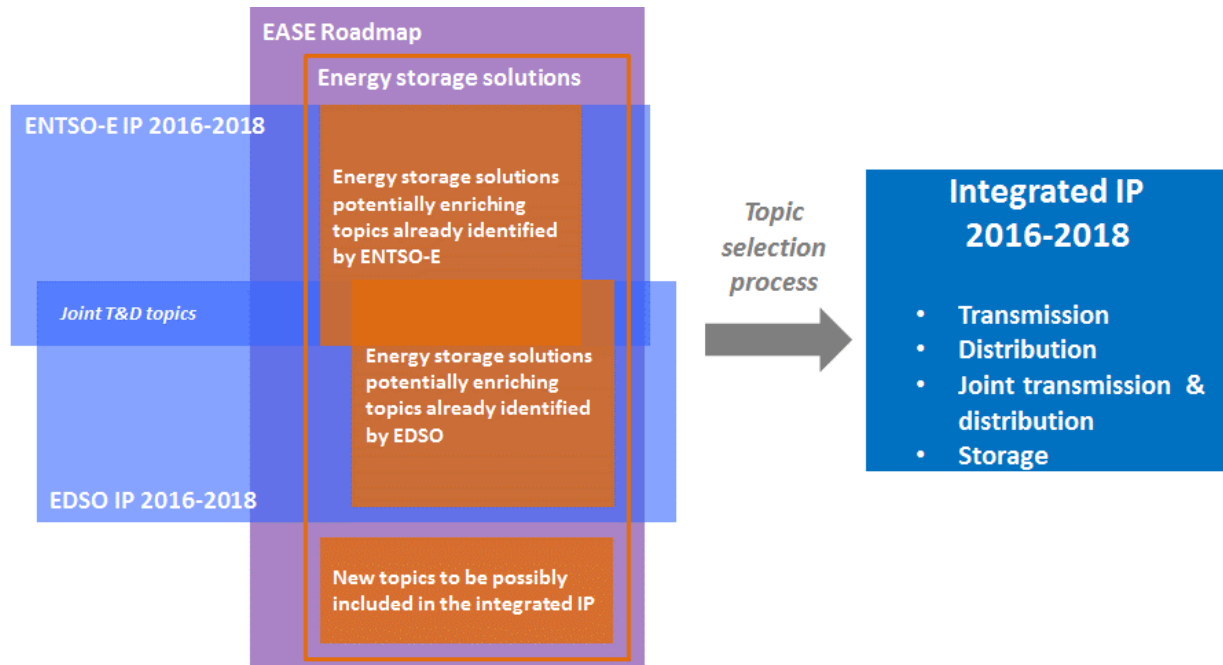 EASE Roadmap
Energy storage solutions
ENTSO-E IP 2016-2018
Energy storage solutions
potentially enriching
topics already identified
by ENTSO-E
Joint T&D topics
Energy storage solutions
potentially enriching
topics already identified
by EDSO
EDSO IP 2016-2018
New topics to be possibly
included in the integrated IP
Topic
selection
process
Integrated IP
2016-2018
• Transmission
• Distribution
• Joint transmission &
distribution
• Storage